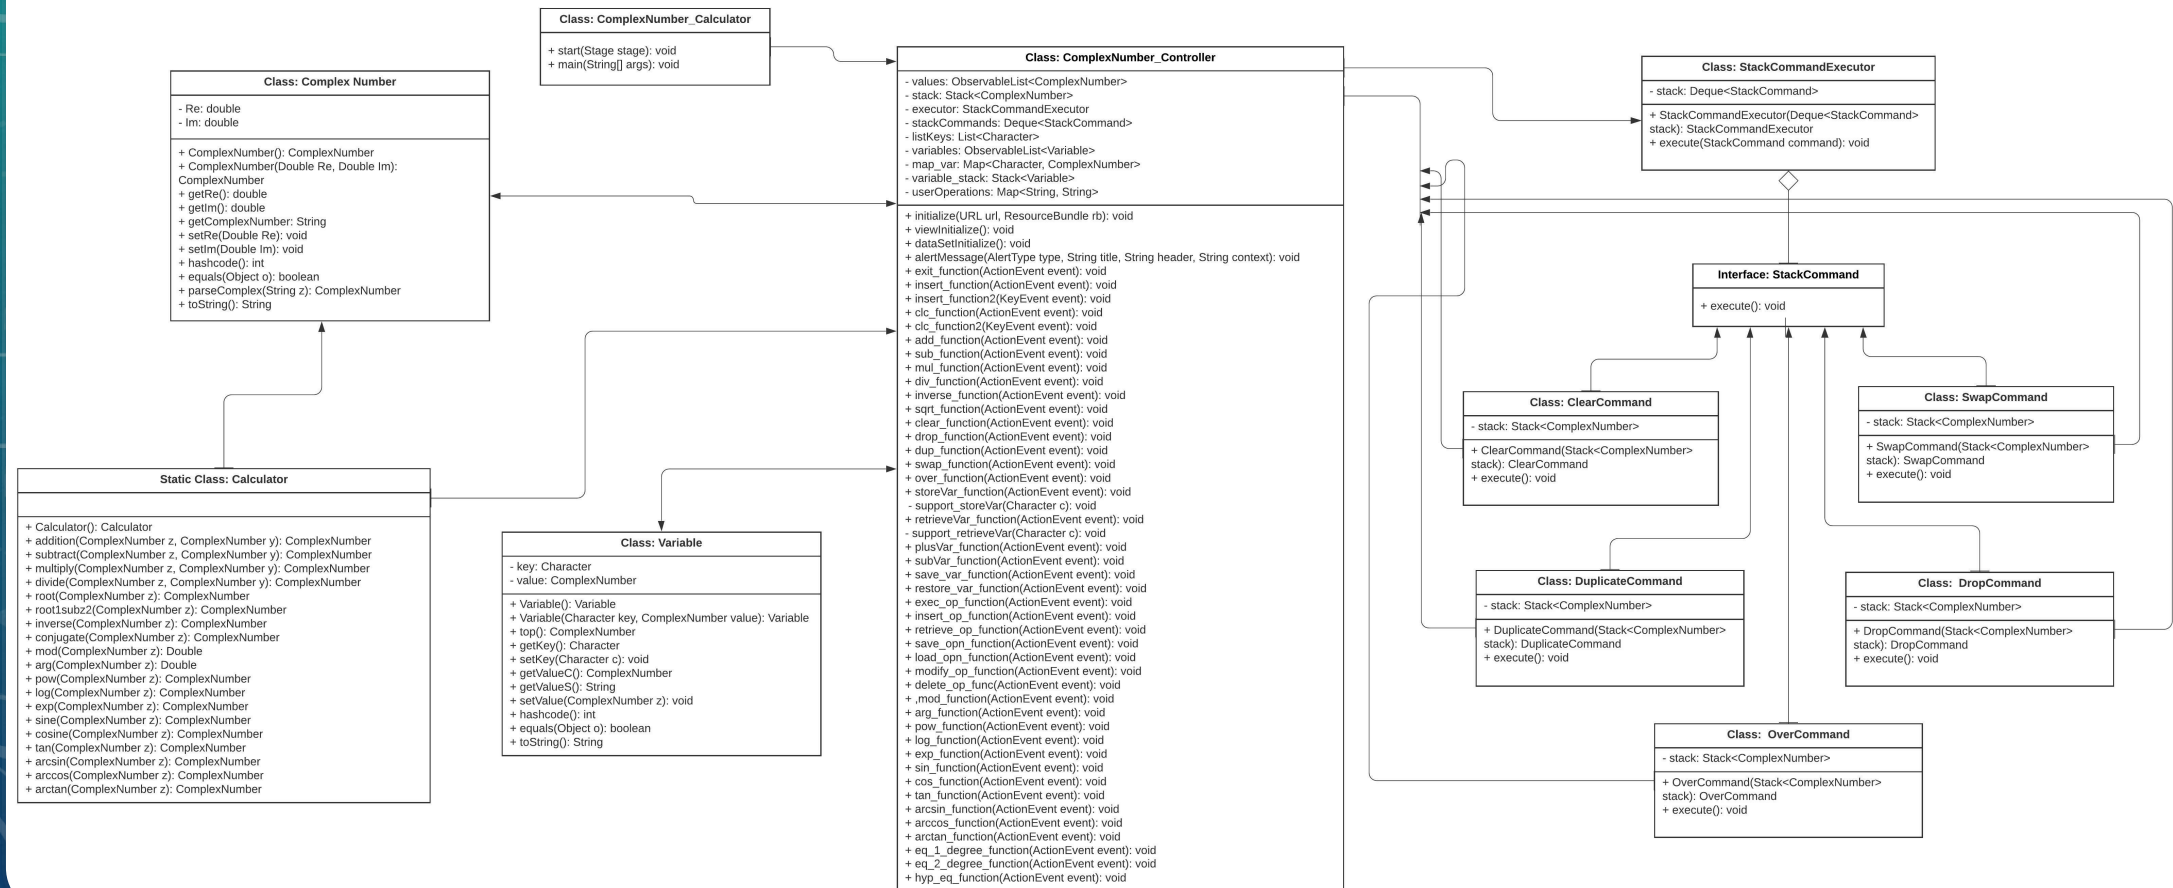 Class: ComplexNumber_Calculator
+ start(Stage stage): void
+ main(String[] args): void
Class: Complex Number
- Re: double
- Im: double
+ ComplexNumber(): ComplexNumber
+ ComplexNumber(Double Re, Double Im):
ComplexNumber
+ getRe(): double
+ getIm(): double
+ getComplexNumber: String
+ setRe(Double Re): void
+ setIm(Double Im): void
+ hashcode(): int
+ equals(Object o): boolean
+ parseComplex(String z): ComplexNumber
+ toString(): String
Static Class: Calculator
+ Calculator(): Calculator
+ addition(ComplexNumber z, ComplexNumber y): ComplexNumber
+ subtract(ComplexNumber z, ComplexNumber y): ComplexNumber
+ multiply(ComplexNumber z, ComplexNumber y): ComplexNumber
+ divide(ComplexNumber z, ComplexNumber y): ComplexNumber
+ root(ComplexNumber z): ComplexNumber
+ root1subz2(ComplexNumber z): ComplexNumber
+ inverse(ComplexNumber z): ComplexNumber
+ conjugate(ComplexNumber z): ComplexNumber
+ mod(ComplexNumber z): Double
+ arg(ComplexNumber z): Double
+ pow(ComplexNumber z): ComplexNumber
+ log(ComplexNumber z): ComplexNumber
+ exp(ComplexNumber z): ComplexNumber
+ sine(ComplexNumber z): ComplexNumber
+ cosine(ComplexNumber z): ComplexNumber
+ tan(ComplexNumber z): ComplexNumber
+ arcsin(ComplexNumber z): ComplexNumber
+ arccos(ComplexNumber z): ComplexNumber
+ arctan(ComplexNumber z): ComplexNumber
Class: Variable
- key: Character
- value: ComplexNumber
+ Variable(): Variable
+ Variable(Character key, ComplexNumber value): Variable
+ top(): ComplexNumber
+ getKey(): Character
+ setKey(Character c): void
+ getValueC(): ComplexNumber
+ getValueS(): String
+ setValue(ComplexNumber z): void
+ hashcode(): int
+ equals(Object o): boolean
+ toString(): String
Class: ComplexNumber_Controller
- values: ObservableList<ComplexNumber>
- stack: Stack<ComplexNumber>
- executor: StackCommandExecutor
- stackCommands: Deque<StackCommand>
- listKeys: List<Character>
- variables: ObservableList<Variable>
- map_var: Map<Character, ComplexNumber>
- variable_stack: Stack<Variable>
- userOperations: Map<String, String>
+ initialize(URL url, ResourceBundle rb): void
+ viewInitialize(): void
+ dataSetInitialize(): void
+ alertMessage(AlertType type, String title, String header, String context): void
+ exit_function(ActionEvent event): void
+ insert_function(ActionEvent event): void
+ insert_function2(KeyEvent event): void
+ clc_function(ActionEvent event): void
+ clc_function2(KeyEvent event): void
+ add_function(ActionEvent event): void
+ sub_function(ActionEvent event): void
+ mul_function(ActionEvent event): void
+ div_function(ActionEvent event): void
+ inverse_function(ActionEvent event): void
+ sqrt_function(ActionEvent event): void
+ clear_function(ActionEvent event): void
+ drop_function(ActionEvent event): void
+ dup_function(ActionEvent event): void
+ swap_function(ActionEvent event): void
+ over_function(ActionEvent event): void
+ storeVar_function(ActionEvent event): void
- support_storeVar(Character c): void
+ retrieveVar_function(ActionEvent event): void
- support_retrieveVar(Character c): void
+ plusVar_function(ActionEvent event): void
+ subVar_function(ActionEvent event): void
+ save_var_function(ActionEvent event): void
+ restore_var_function(ActionEvent event): void
+ exec_op_function(ActionEvent event): void
+ insert_op_function(ActionEvent event): void
+ retrieve_op_function(ActionEvent event): void
+ save_opn_function(ActionEvent event): void
+ load_opn_function(ActionEvent event): void
+ modify_op_function(ActionEvent event): void
+ delete_op_func(ActionEvent event): void
+ ,mod_function(ActionEvent event): void
+ arg_function(ActionEvent event): void
+ pow_function(ActionEvent event): void
+ log_function(ActionEvent event): void
+ exp_function(ActionEvent event): void
+ sin_function(ActionEvent event): void
+ cos_function(ActionEvent event): void
+ tan_function(ActionEvent event): void
+ arcsin_function(ActionEvent event): void
+ arccos_function(ActionEvent event): void
+ arctan_function(ActionEvent event): void
+ eq_1_degree_function(ActionEvent event): void
+ eq_2_degree_function(ActionEvent event): void
+ hyp_eq_function(ActionEvent event): void
Class: StackCommandExecutor
- stack: Deque<StackCommand>
+ StackCommandExecutor(Deque<StackCommand>
stack): StackCommandExecutor
+ execute(StackCommand command): void
Interface: StackCommand
+ execute(): void
Class: ClearCommand
- stack: Stack<ComplexNumber>
+ ClearCommand(Stack<ComplexNumber>
stack): ClearCommand
+ execute(): void
Class: SwapCommand
- stack: Stack<ComplexNumber>
+ SwapCommand(Stack<ComplexNumber>
stack): SwapCommand
+ execute(): void
Class: DuplicateCommand
- stack: Stack<ComplexNumber>
+ DuplicateCommand(Stack<ComplexNumber>
stack): DuplicateCommand
+ execute(): void
Class: DropCommand
- stack: Stack<ComplexNumber>
+ DropCommand(Stack<ComplexNumber>
stack): DropCommand
+ execute(): void
Class: OverCommand
- stack: Stack<ComplexNumber>
+ OverCommand(Stack<ComplexNumber>
stack): OverCommand
+ execute(): void